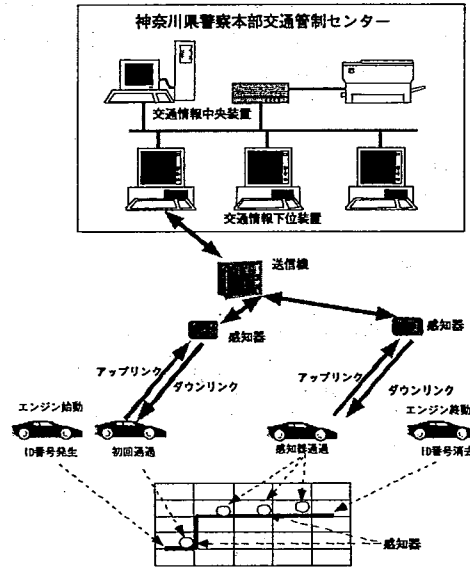 神奈川県警察本部交通管制センター
交通情報中央装置
交通情報下位装置
送信機
感知器
感知器
アップリンク
ダウンリンク
アップリンク
ダウンリンク
エンジン始動
エンジン終動
ID番号発生
初回通過
感知器通過
ID番号消去
感知器